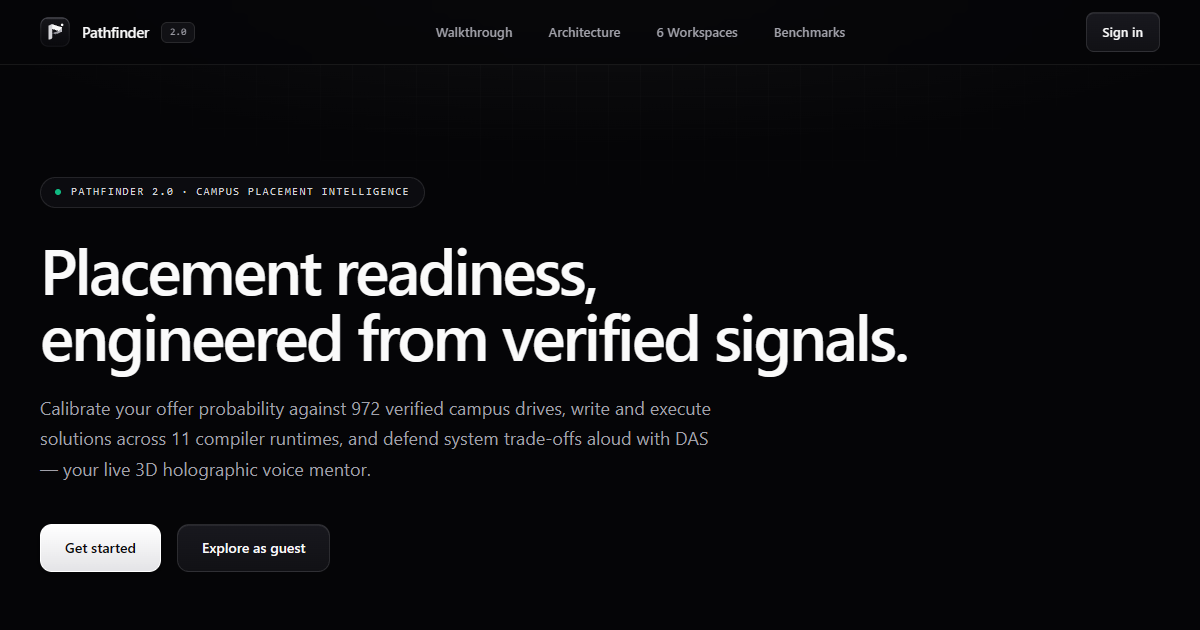 Pathfinder 2.0 Walkthrough Architecture 6 Workspaces Benchmarks Sign in
PATHFINDER 2.0 · CAMPUS PLACEMENT INTELLIGENCE
Placement readiness,
engineered from verified signals.
Calibrate your offer probability against 972 verified campus drives, write and execute
solutions across 11 compiler runtimes, and defend system trade-offs aloud with DAS
— your live 3D holographic voice mentor.
Get started Explore as guest